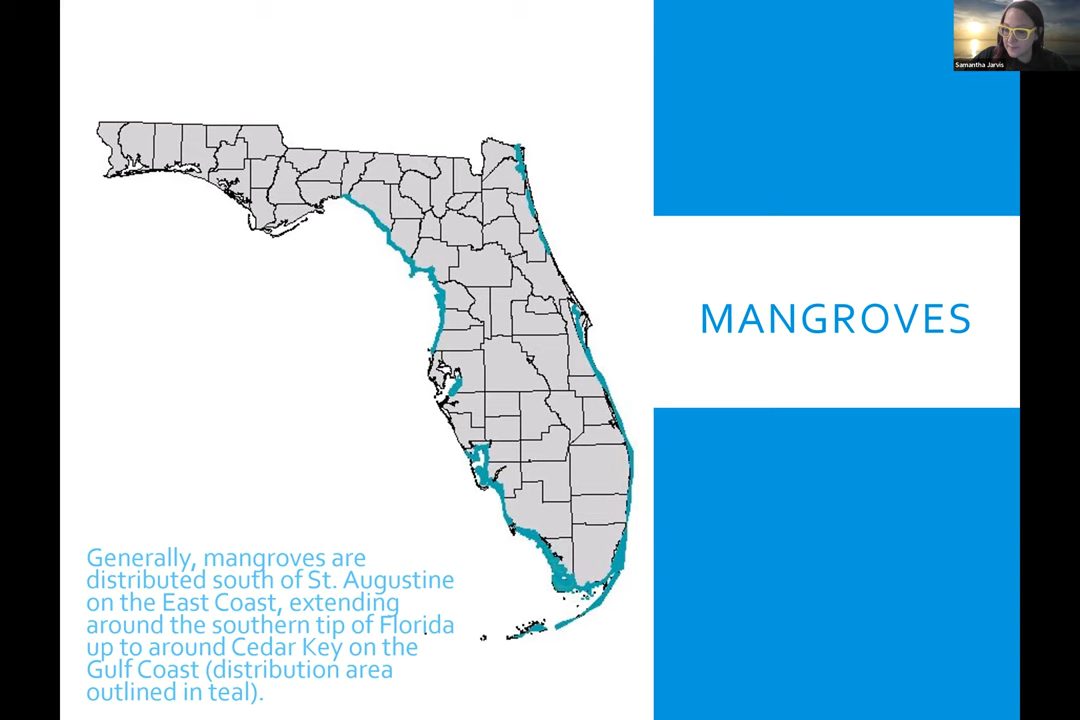 Samantha Jarvis
MANGROVES
Generally, mangroves are
distributed south of St. Augustine
on the East Coast, extending
around the southern tip of Florida
up to around Cedar Key on the
Gulf Coast (distribution area
outlined in teal).